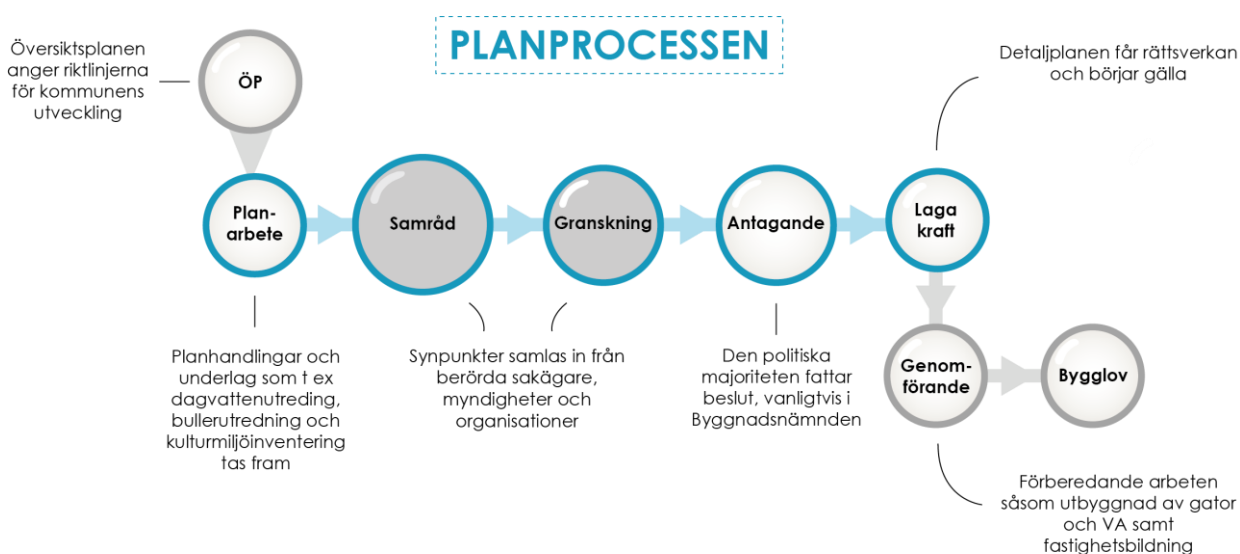 PLANPROCESSEN
Översiktsplanen
anger riktlinjerna
för kommunens
utveckling
ÖP
Detaljplanen får rättsverkan
och börjar gälla
Plan-
arbete
Samråd
Granskning
Antagande
Laga
kraft
Planhandlingar och
underlag som t ex
dagvattenutreding,
bullerutredning och
kulturmiljöinventering
tas fram
Synpunkter samlas in från
berörda sakägare,
myndigheter och
organisationer
Den politiska
majoriteten fattar
beslut, vanligtvis i
Byggnadsnämnden
Genom-
förande
Bygglov
Förberedande arbeten
såsom utbyggnad av gator
och VA samt
fastighetsbildning